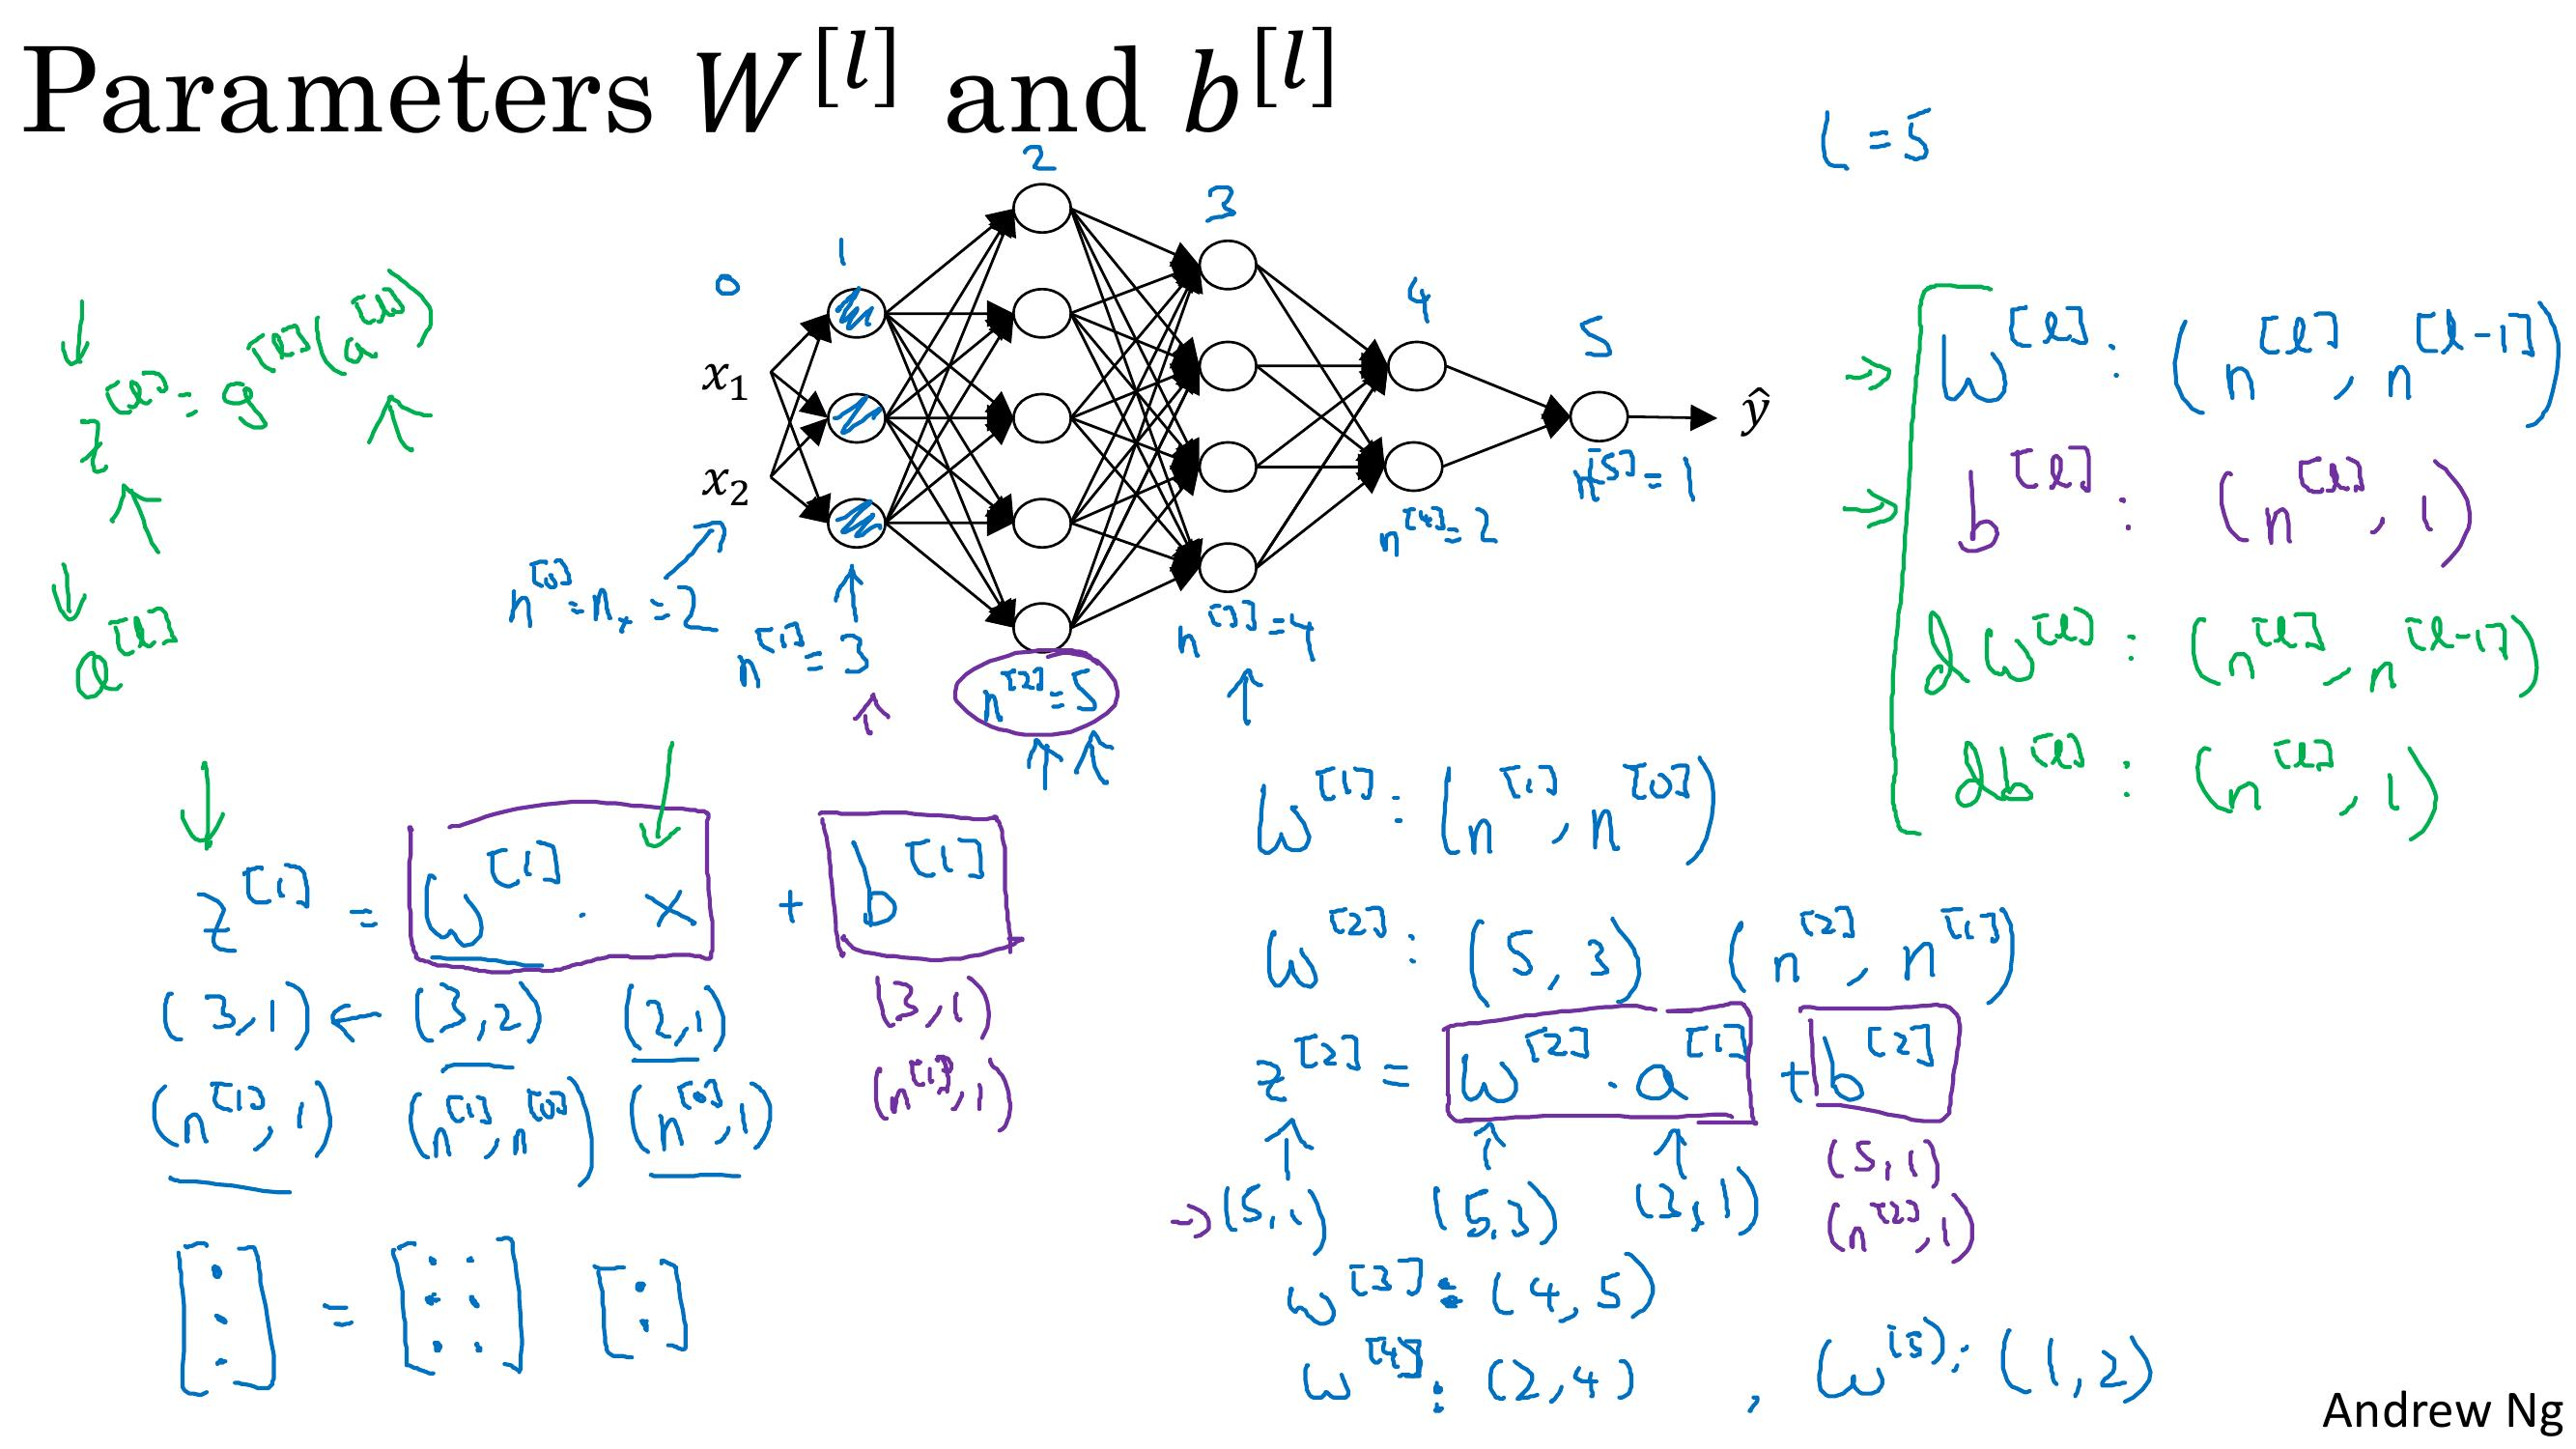 Parameters W^[l] and b^[l]
L = 5
0
1
2
3
4
5
x₁
x₂
ŷ
n^[0] = nₓ = 2
n^[1] = 3
n^[2] = 5
n^[3] = 4
n^[4] = 2
n^[5] = 1
z^[l] = g^[l](a^[l])
a^[l]
W^[l] : (n^[l], n^[l-1])
b^[l] : (n^[l], 1)
dW^[l] : (n^[l], n^[l-1])
db^[l] : (n^[l], 1)
z^[1] = W^[1] · x + b^[1]
(3,1) ← (3,2) (2,1) (3,1)
(n^[1],1) (n^[1],n^[0]) (n^[0],1) (n^[1],1)
[⋮] = [: :] [:]
W^[1] : (n^[1], n^[0])
W^[2] : (5, 3) (n^[2], n^[1])
z^[2] = W^[2] · a^[1] + b^[2]
→ (5,1) (5,3) (3,1) (5,1)
(n^[2],1)
W^[3] : (4, 5)
W^[4] : (2,4) , W^[5] : (1,2)
Andrew Ng